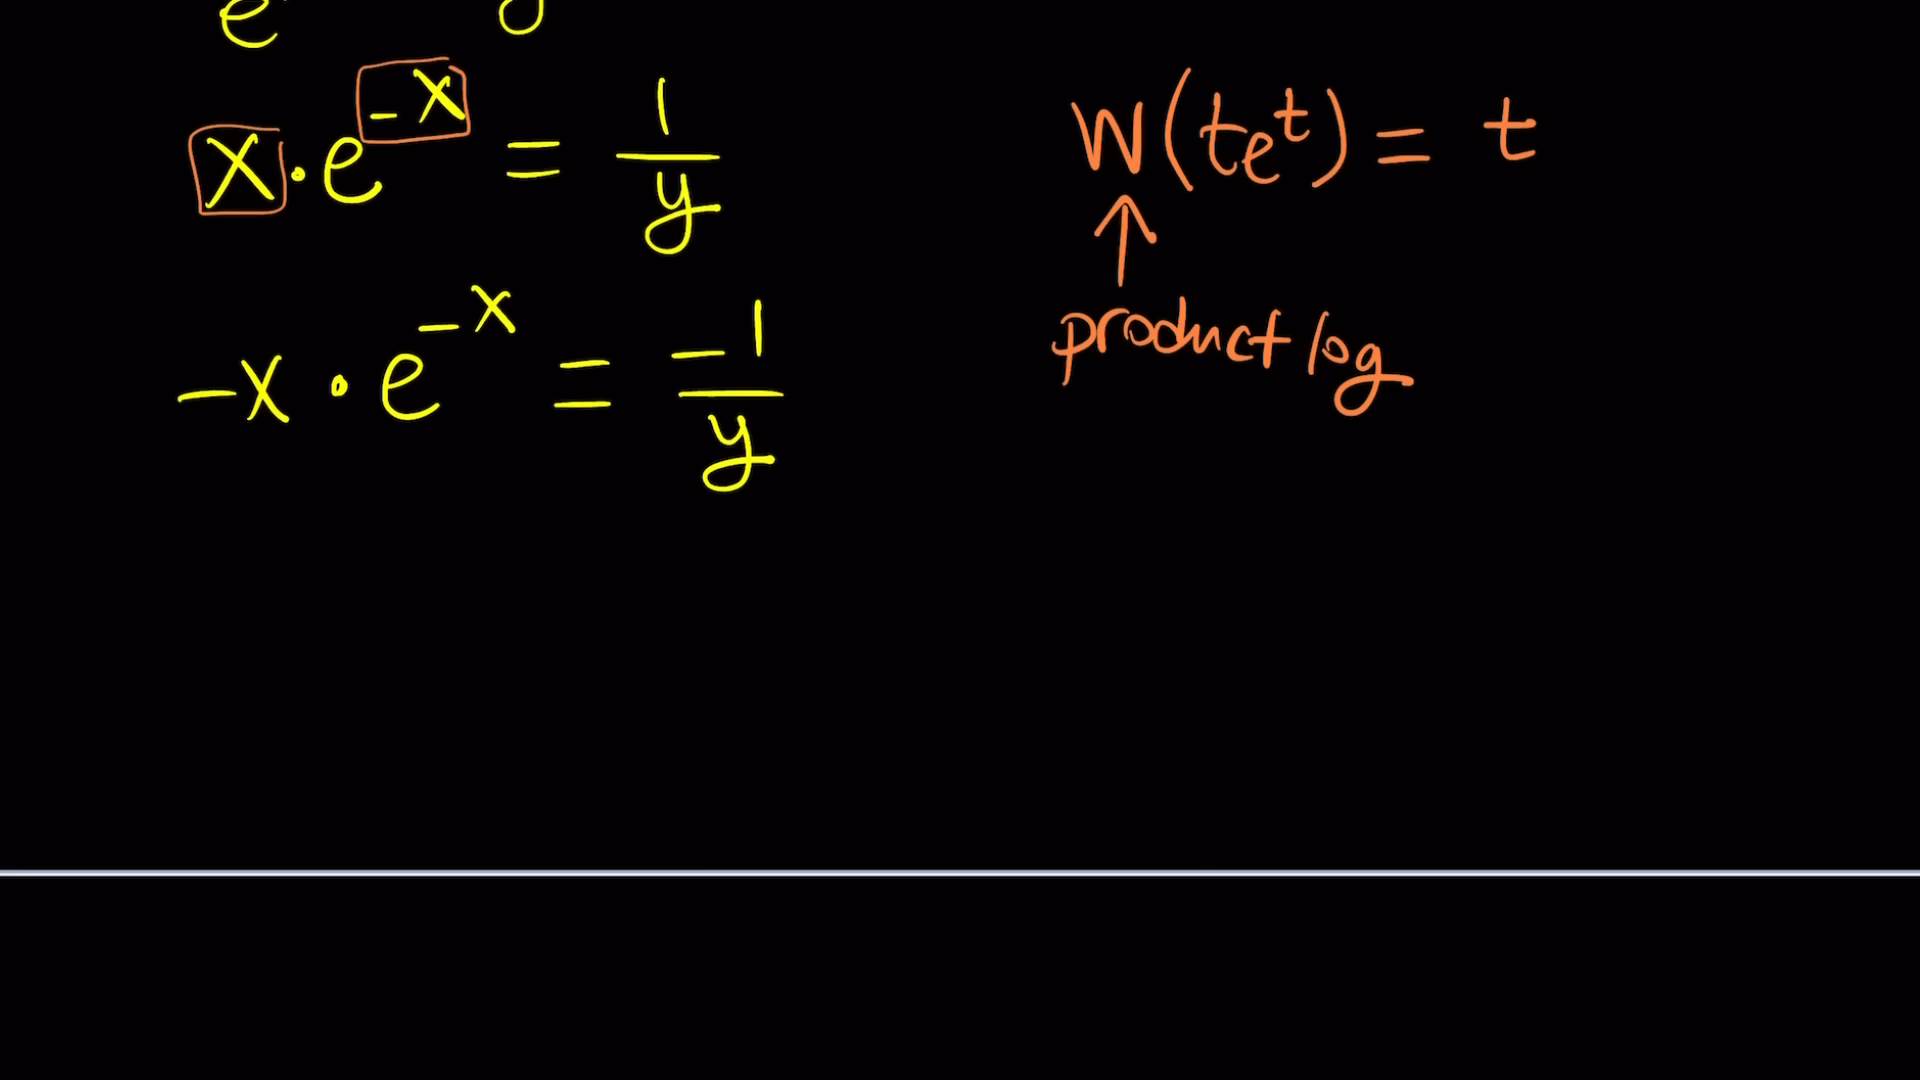 x · e^{-x} = 1/y
W(te^t) = t
↑
product log
-x · e^{-x} = -1/y